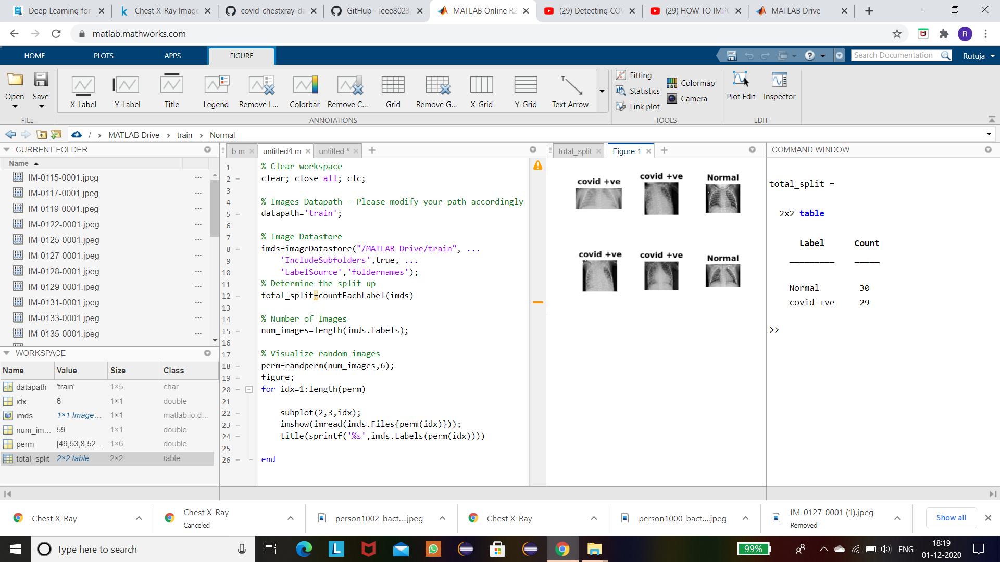 Deep Learning for
Chest X-Ray Image
covid-chestxray-da
GitHub - ieee8023/
MATLAB Online R2
(29) Detecting COV
(29) HOW TO IMPO
MATLAB Drive
matlab.mathworks.com
R
HOME
PLOTS
APPS
FIGURE
Search Documentation
Rutuja
Open
Save
X-Label
Y-Label
Title
Legend
Remove L...
Colorbar
Remove C...
Grid
Remove G...
X-Grid
Y-Grid
Text Arrow
Fitting
Statistics
Link plot
Colormap
Camera
Plot Edit
Inspector
FILE
ANNOTATIONS
TOOLS
EDIT
/ › MATLAB Drive › train › Normal
CURRENT FOLDER
Name
IM-0115-0001.jpeg
IM-0117-0001.jpeg
IM-0119-0001.jpeg
IM-0122-0001.jpeg
IM-0125-0001.jpeg
IM-0127-0001.jpeg
IM-0128-0001.jpeg
IM-0129-0001.jpeg
IM-0131-0001.jpeg
IM-0133-0001.jpeg
IM-0135-0001.jpeg
WORKSPACE
Name Value Size Class
datapath 'train' 1×5 char
idx 6 1×1 double
imds 1×1 Image... 1×1 matlab.io.d...
num_im... 59 1×1 double
perm [49,53,8,52... 1×6 double
total_split 2×2 table 2×2 table
b.m
untitled4.m
untitled *
1 % Clear workspace
2 clear; close all; clc;
3
4 % Images Datapath – Please modify your path accordingly
5 datapath='train';
6
7 % Image Datastore
8 imds=imageDatastore("/MATLAB Drive/train", ...
9 'IncludeSubfolders',true, ...
10 'LabelSource','foldernames');
11 % Determine the split up
12 total_split=countEachLabel(imds)
13
14 % Number of Images
15 num_images=length(imds.Labels);
16
17 % Visualize random images
18 perm=randperm(num_images,6);
19 figure;
20 for idx=1:length(perm)
21
22 subplot(2,3,idx);
23 imshow(imread(imds.Files{perm(idx)}));
24 title(sprintf('%s',imds.Labels(perm(idx))))
25
26 end
total_split
Figure 1
covid +ve
covid +ve
Normal
covid +ve
covid +ve
Normal
COMMAND WINDOW
total_split =
2x2 table
Label Count
Normal 30
covid +ve 29
>>
Chest X-Ray
Chest X-Ray
Canceled
person1002_bact....jpeg
Chest X-Ray
person1000_bact....jpeg
IM-0127-0001 (1).jpeg
Removed
Show all
Type here to search
L
99%
ENG
18:19
01-12-2020